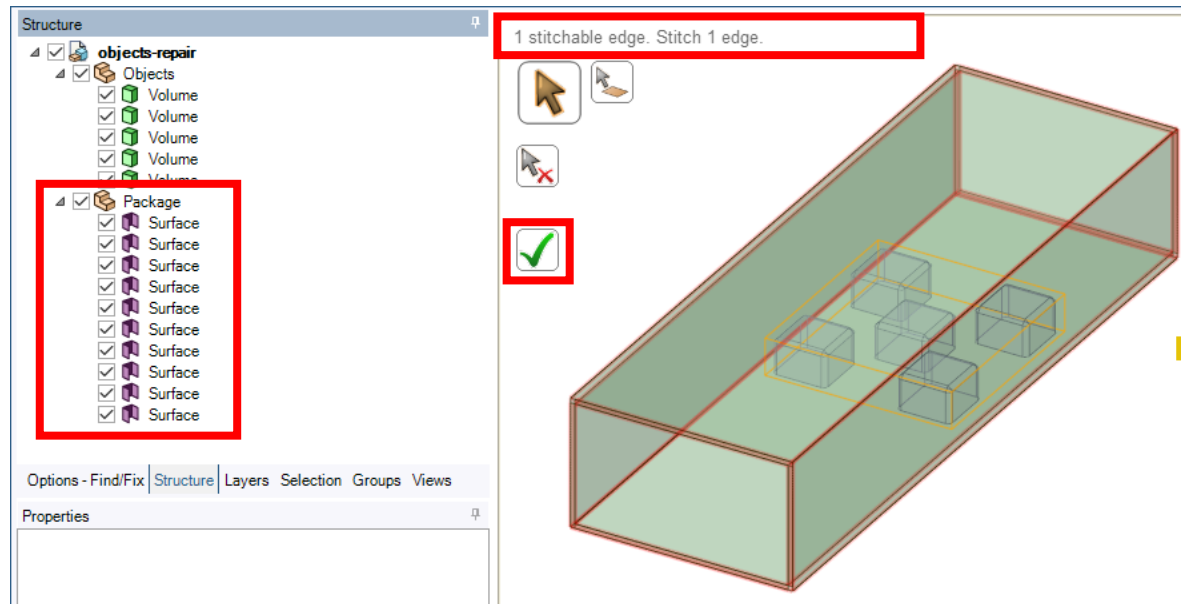 Structure
objects-repair
Objects
Volume
Volume
Volume
Volume
Volume
Package
Surface
Surface
Surface
Surface
Surface
Surface
Surface
Surface
Surface
Surface
Options - Find/Fix Structure Layers Selection Groups Views
Properties
1 stitchable edge. Stitch 1 edge.